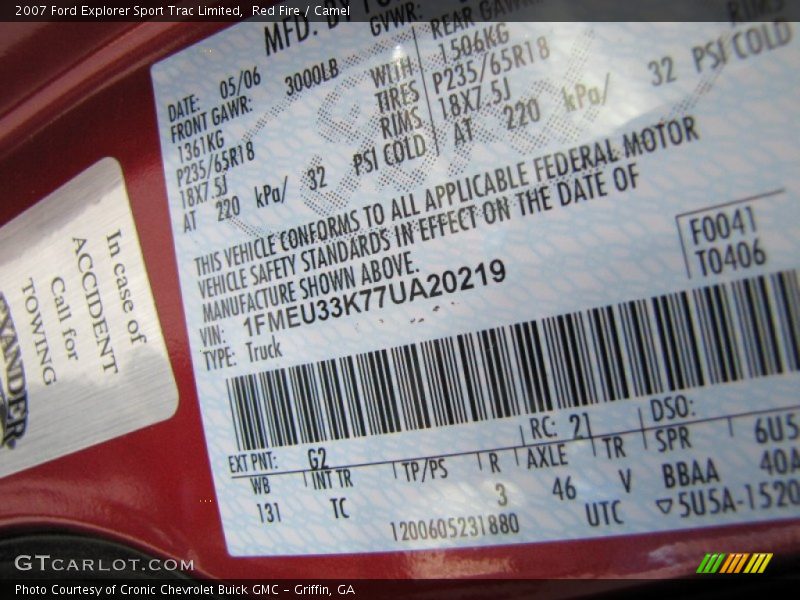 2007 Ford Explorer Sport Trac Limited, Red Fire / Camel
MFD. BY
GVWR:
DATE: 05/06
FRONT GAWR: 3000LB
1361KG WITH
P235/65R18 TIRES
18X7.5J RIMS
AT 220 kPa/ 32 PSI COLD
REAR GAWR
1506KG
P235/65R18
18X7.5J RIMS
AT 220 kPa/ 32 PSI COLD
THIS VEHICLE CONFORMS TO ALL APPLICABLE FEDERAL MOTOR
VEHICLE SAFETY STANDARDS IN EFFECT ON THE DATE OF
MANUFACTURE SHOWN ABOVE.
VIN: 1FMEU33K77UA20219
TYPE: Truck
F0041
T0406
EXT PNT: G2 RC: 21 DSO:
WB INT TR TP/PS R AXLE TR SPR 6U5
131 TC 3 46 V BBAA 40A
1200605231880 UTC ▽5U5A-1520
In case of
ACCIDENT
Call for
TOWING
GTCARLOT.COM
Photo Courtesy of Cronic Chevrolet Buick GMC – Griffin, GA